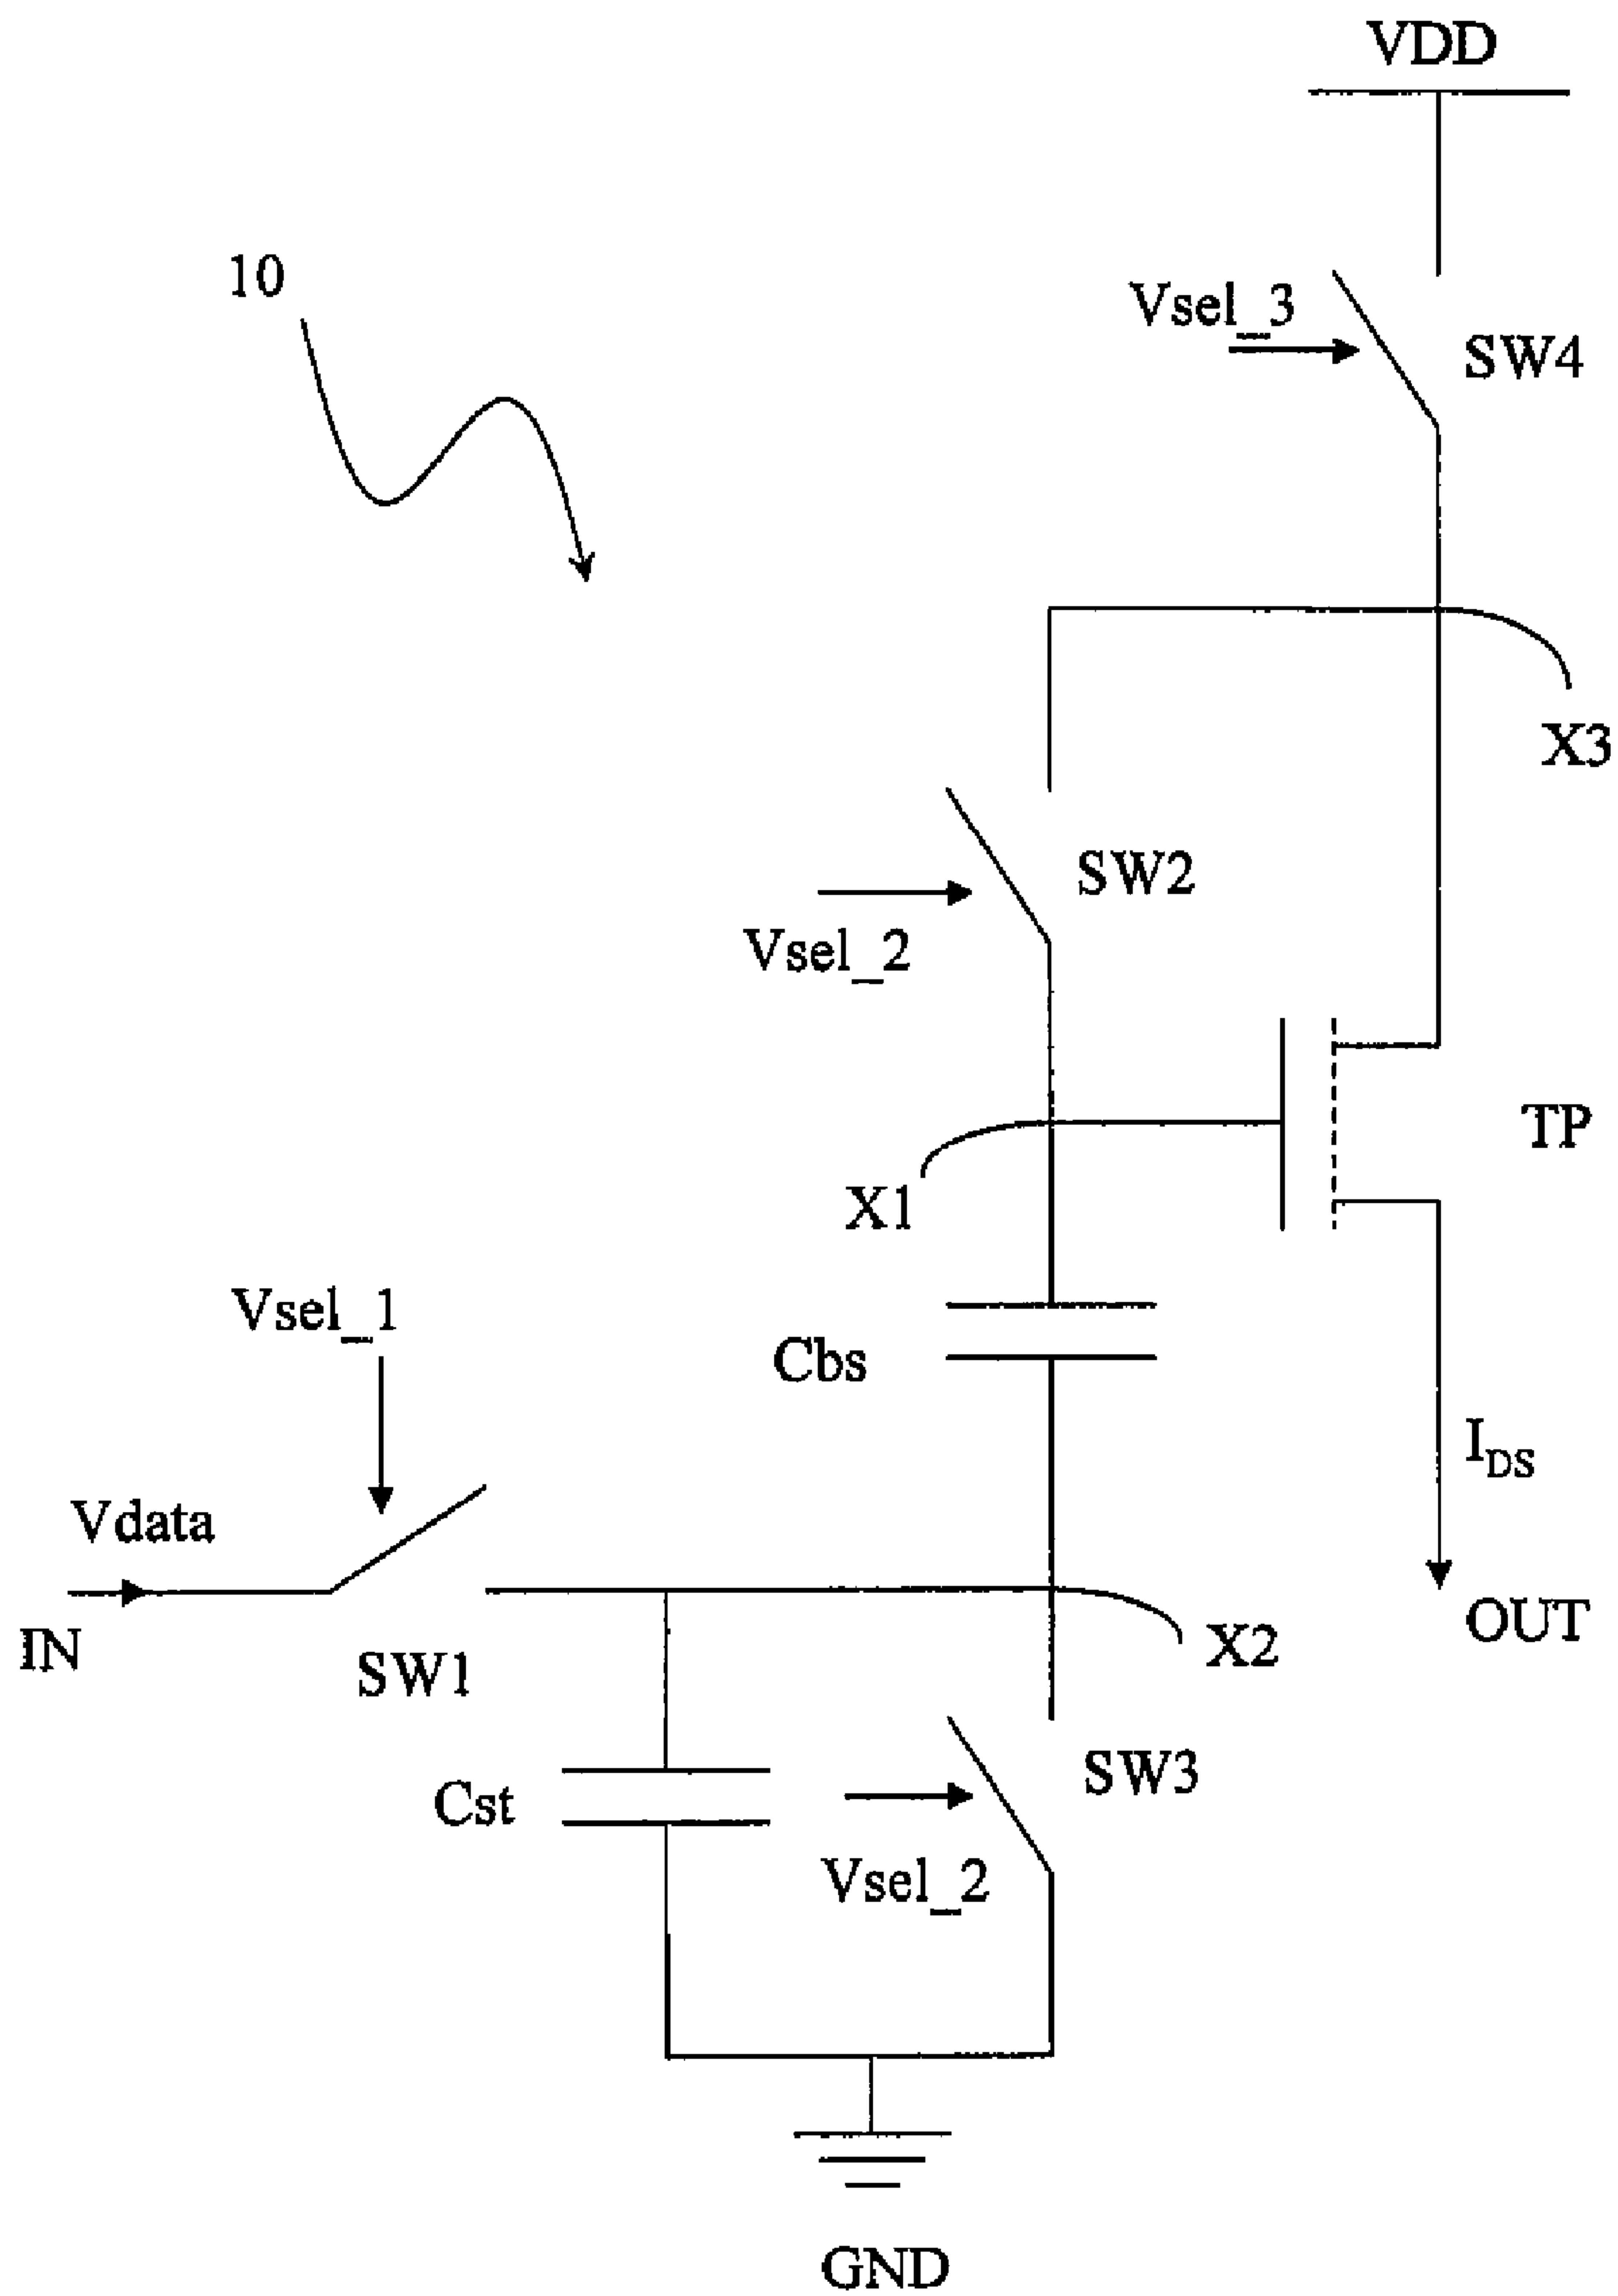 VDD
10
Vsel_3
SW4
X3
SW2
Vsel_2
TP
X1
Vsel_1
Cbs
I_DS
Vdata
IN
SW1
X2
OUT
SW3
Cst
Vsel_2
GND